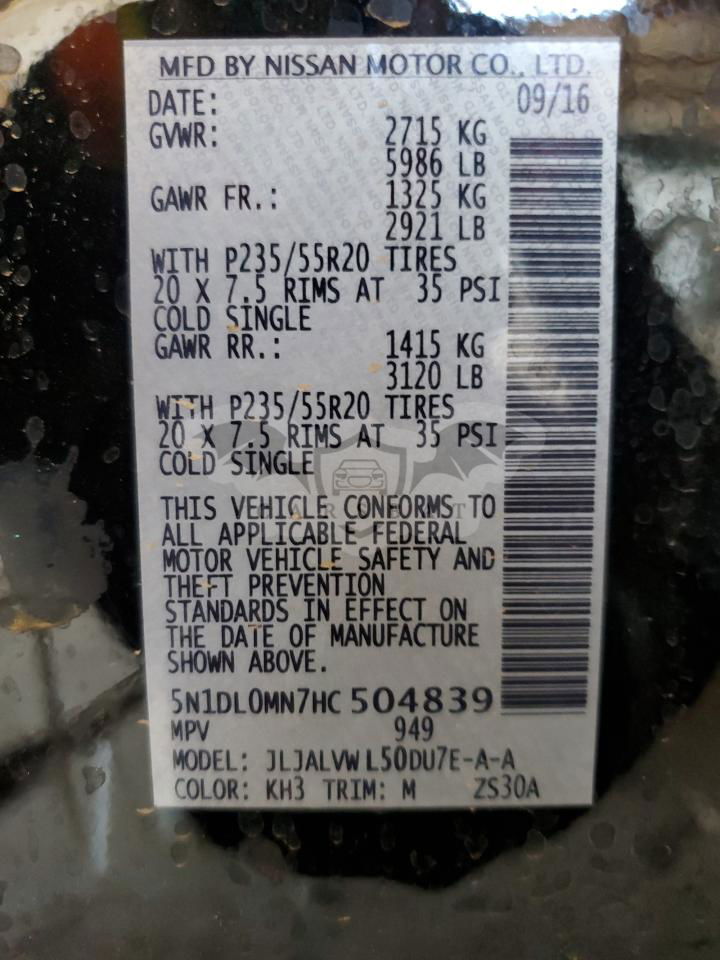 MFD BY NISSAN MOTOR CO., LTD.
DATE: 09/16
GVWR: 2715 KG
5986 LB
GAWR FR.: 1325 KG
2921 LB
WITH P235/55R20 TIRES
20 X 7.5 RIMS AT 35 PSI
COLD SINGLE
GAWR RR.: 1415 KG
3120 LB
WITH P235/55R20 TIRES
20 X 7.5 RIMS AT 35 PSI
COLD SINGLE
THIS VEHICLE CONFORMS TO
ALL APPLICABLE FEDERAL
MOTOR VEHICLE SAFETY AND
THEFT PREVENTION
STANDARDS IN EFFECT ON
THE DATE OF MANUFACTURE
SHOWN ABOVE.
5N1DL0MN7HC504839
MPV 949
MODEL: JLJALVWL50DU7E-A-A
COLOR: KH3 TRIM: M ZS30A